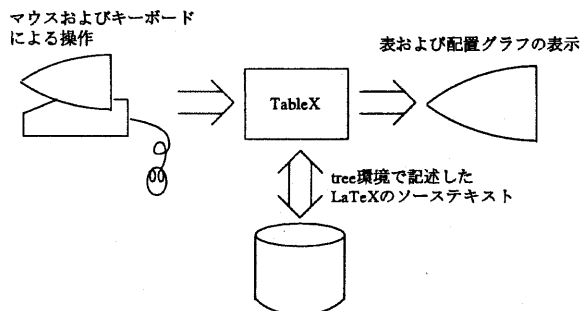 マウスおよびキーボード
による操作
表および配置グラフの表示
TableX
tree環境で記述した
LaTeXのソーステキスト